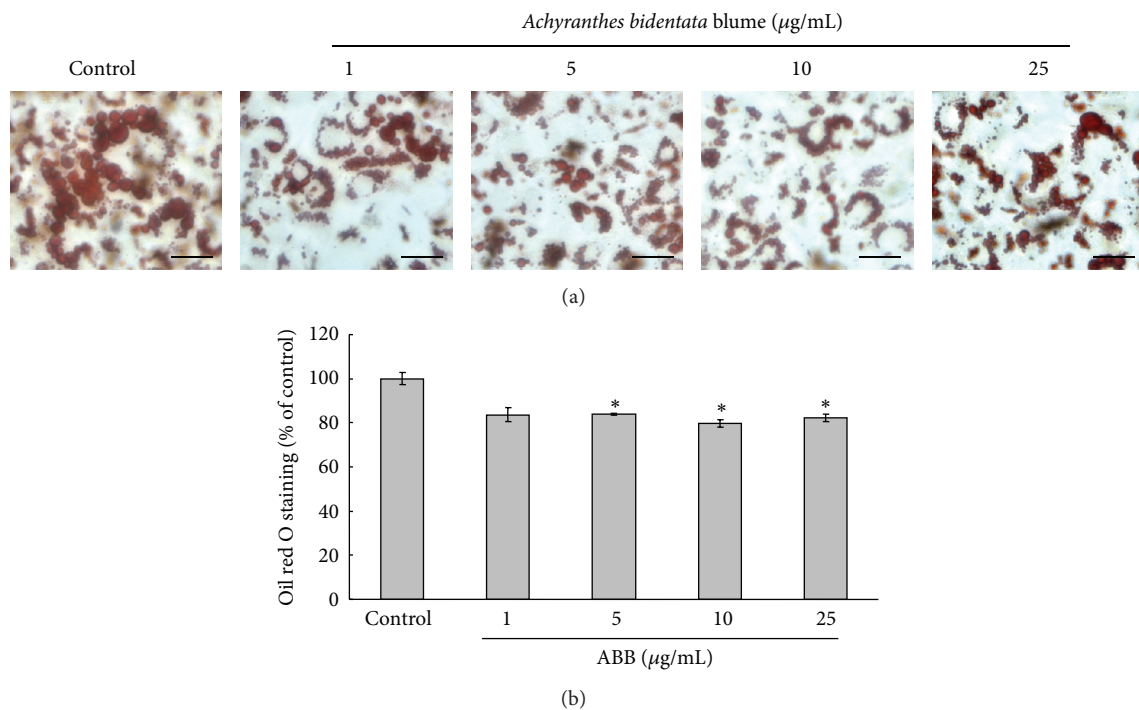 Achyranthes bidentata blume (μg/mL)
Control 1 5 10 25
(a)
Oil red O staining (% of control)
120
100
80
60
40
20
0
* * *
Control 1 5 10 25
ABB (μg/mL)
(b)